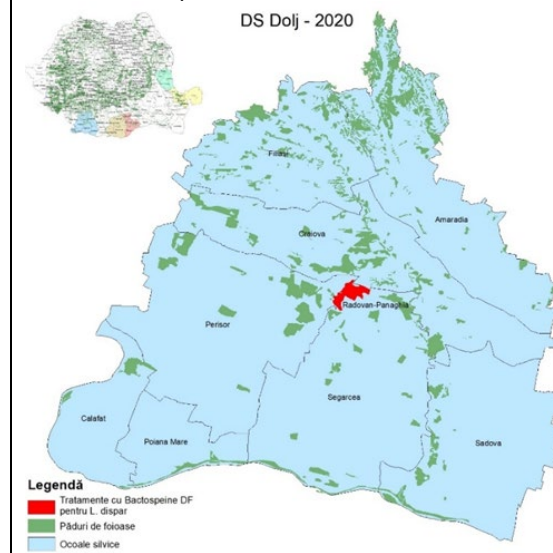 DS Dolj - 2020
Filiasi
Amaradia
Craiova
Radovan-Panaghia
Perisor
Segarcea
Calafat
Poiana Mare
Sadova
Legendă
Tratamente cu Bactospeine DF
pentru L. dispar
Păduri de foioase
Ocoale silvice